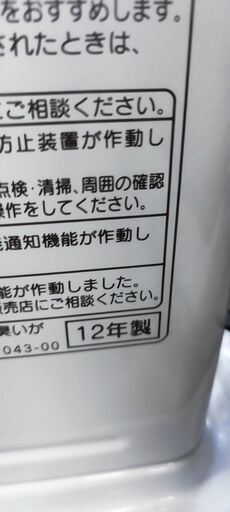 をおすすめします。
されたときは、
にご相談ください。
防止装置が作動し
点検・清掃、周囲の確認
操作をしてください。
通知機能が作動し
能が作動しました。
販売店にご相談ください。
臭いが
12年製
043-00